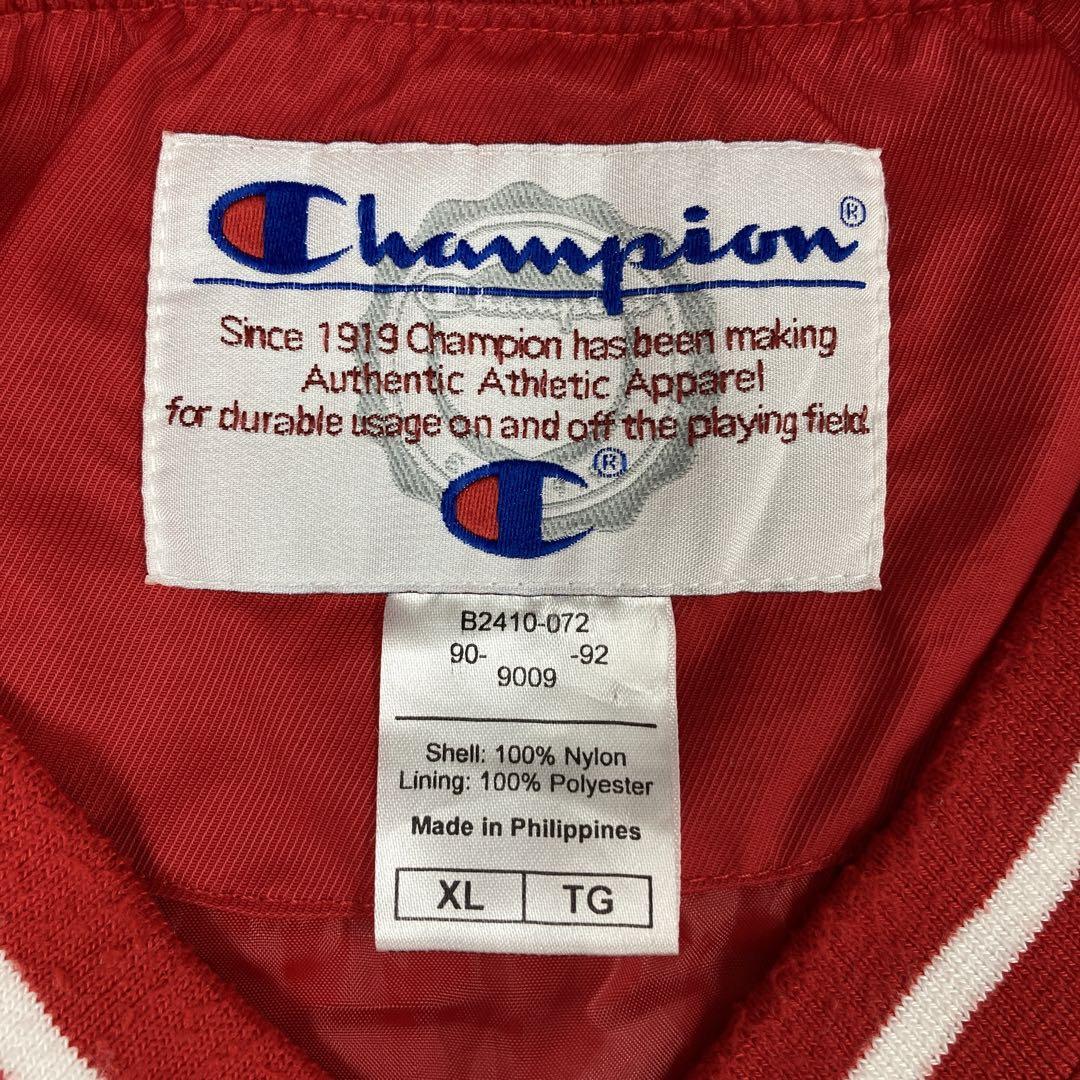 Champion®
Since 1919 Champion has been making
Authentic Athletic Apparel
for durable usage on and off the playing field.
®
B2410-072
90- -92
9009
Shell: 100% Nylon
Lining: 100% Polyester
Made in Philippines
XL TG